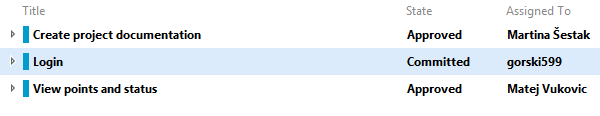 Title State Assigned To
Create project documentation Approved Martina Šestak
Login Committed gorski599
View points and status Approved Matej Vukovic